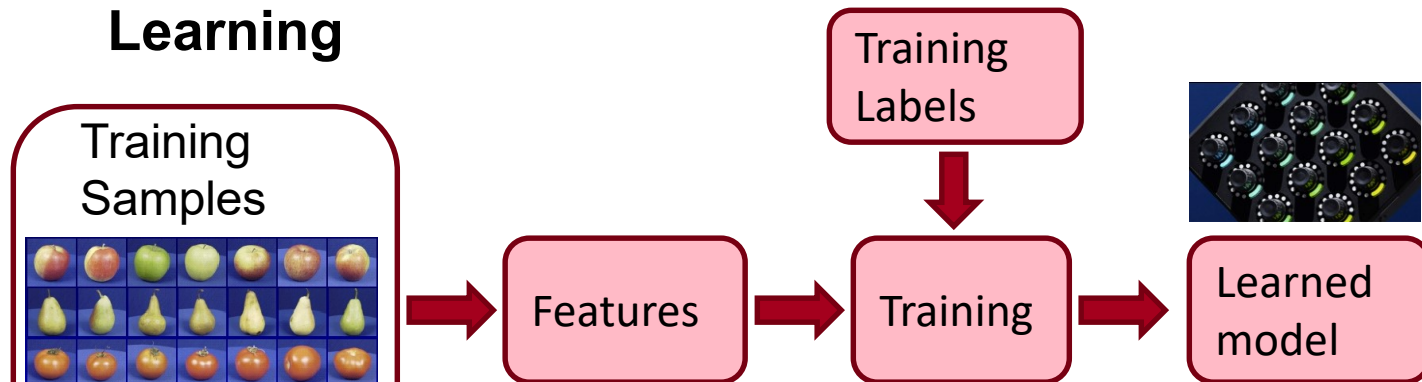 Learning
Training
Samples
Features
Training
Labels
Training
Learned
model